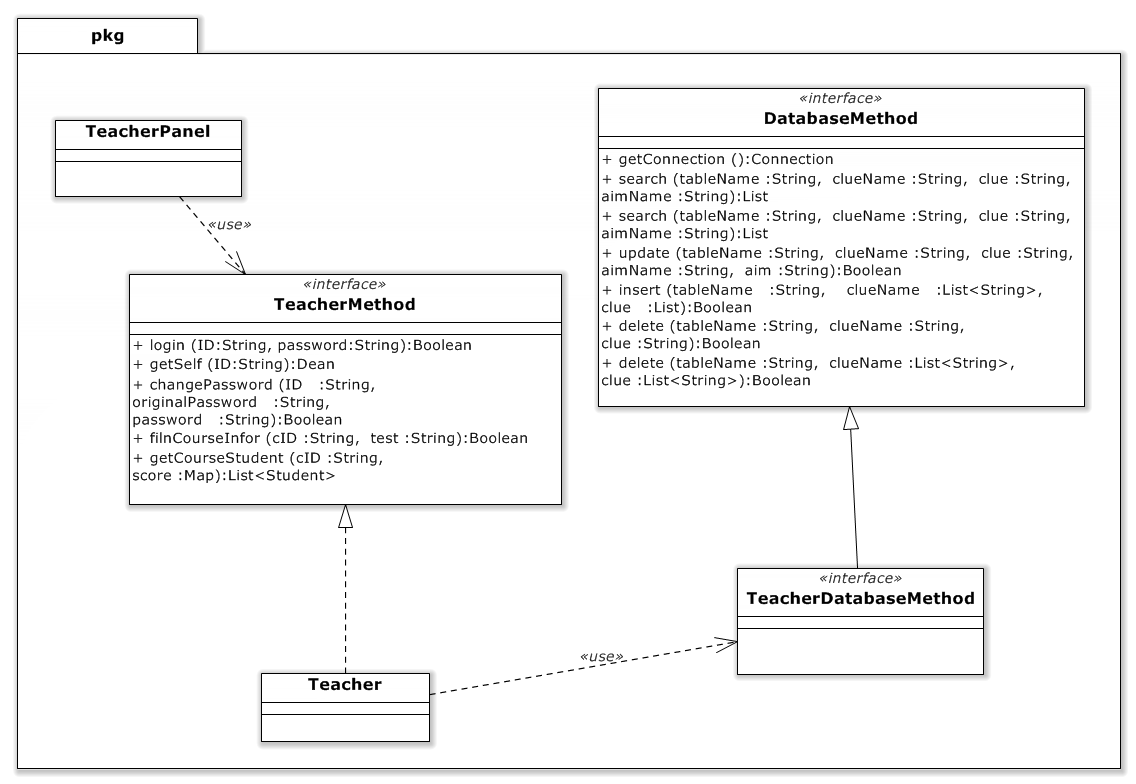 pkg
TeacherPanel
«use»
«interface»
TeacherMethod
+ login (ID:String, password:String):Boolean
+ getSelf (ID:String):Dean
+ changePassword (ID :String,
originalPassword :String,
password :String):Boolean
+ filnCourseInfor (cID :String, test :String):Boolean
+ getCourseStudent (cID :String,
score :Map):List<Student>
«interface»
DatabaseMethod
+ getConnection ():Connection
+ search (tableName :String, clueName :String, clue :String,
aimName :String):List
+ search (tableName :String, clueName :String, clue :String,
aimName :String):List
+ update (tableName :String, clueName :String, clue :String,
aimName :String, aim :String):Boolean
+ insert (tableName :String, clueName :List<String>,
clue :List):Boolean
+ delete (tableName :String, clueName :String,
clue :String):Boolean
+ delete (tableName :String, clueName :List<String>,
clue :List<String>):Boolean
«interface»
TeacherDatabaseMethod
«use»
Teacher